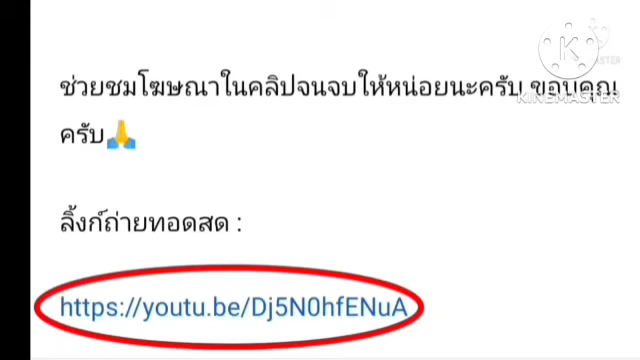 ช่วยชมโฆษณาในคลิปจนจบให้หน่อยนะครับ ขอบคุณ
ครับ🙏
ลิ้งก์ถ่ายทอดสด :
https://youtu.be/Dj5N0hfENuA
K
KINEMASTER